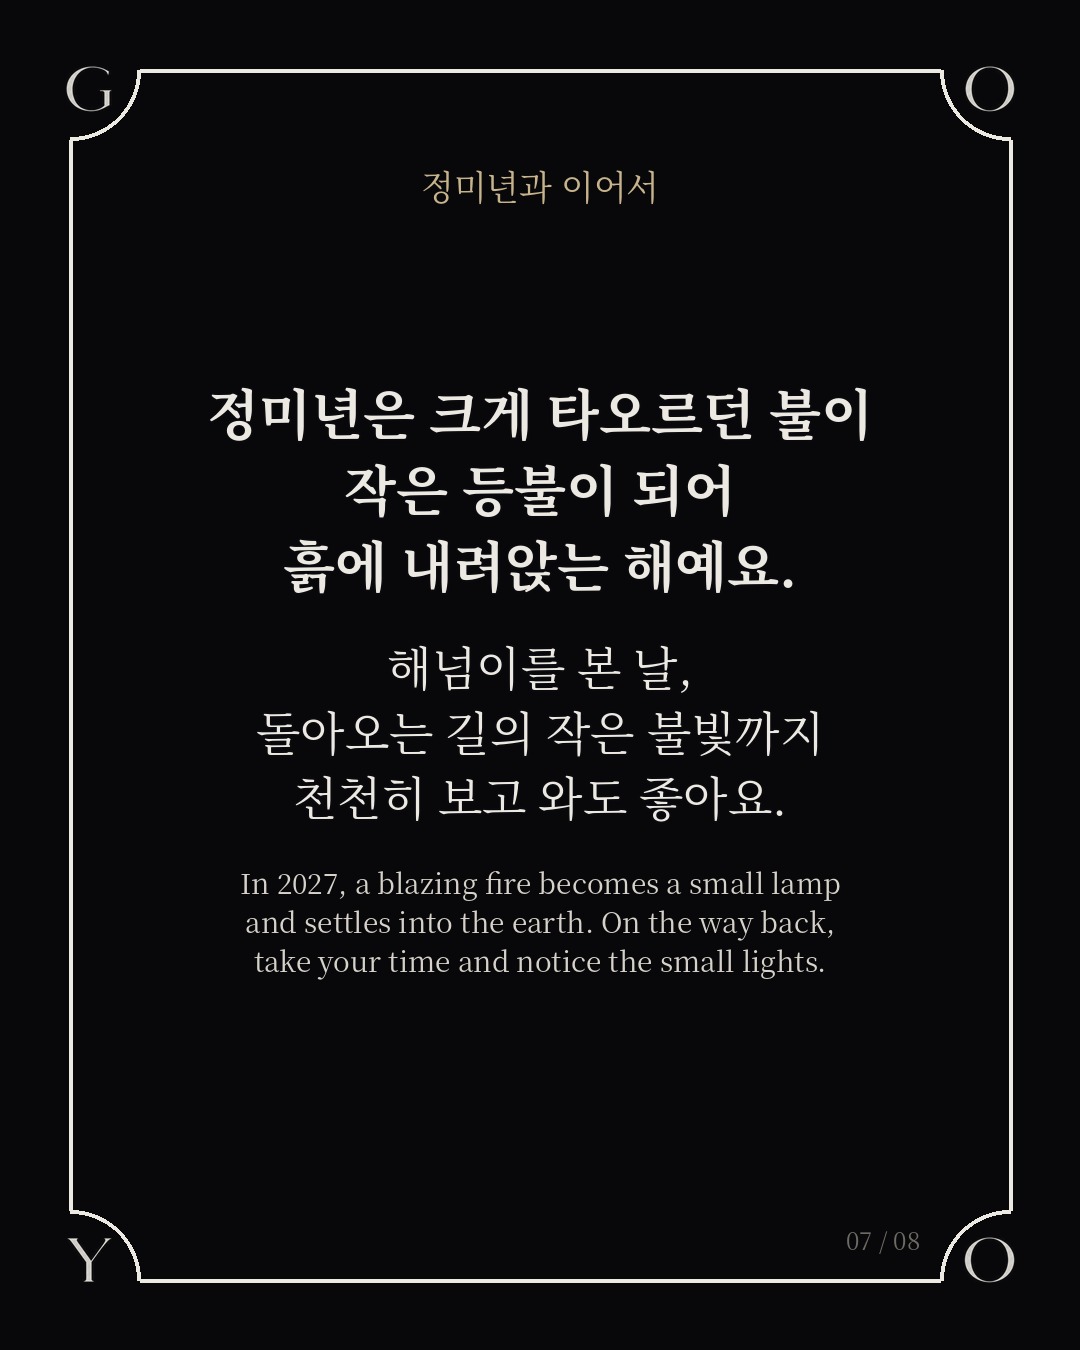 G O
정미년과 이어서
정미년은 크게 타오르던 불이
작은 등불이 되어
흙에 내려앉는 해예요.
해넘이를 본 날,
돌아오는 길의 작은 불빛까지
천천히 보고 와도 좋아요.
In 2027, a blazing fire becomes a small lamp
and settles into the earth. On the way back,
take your time and notice the small lights.
07 / 08
Y O